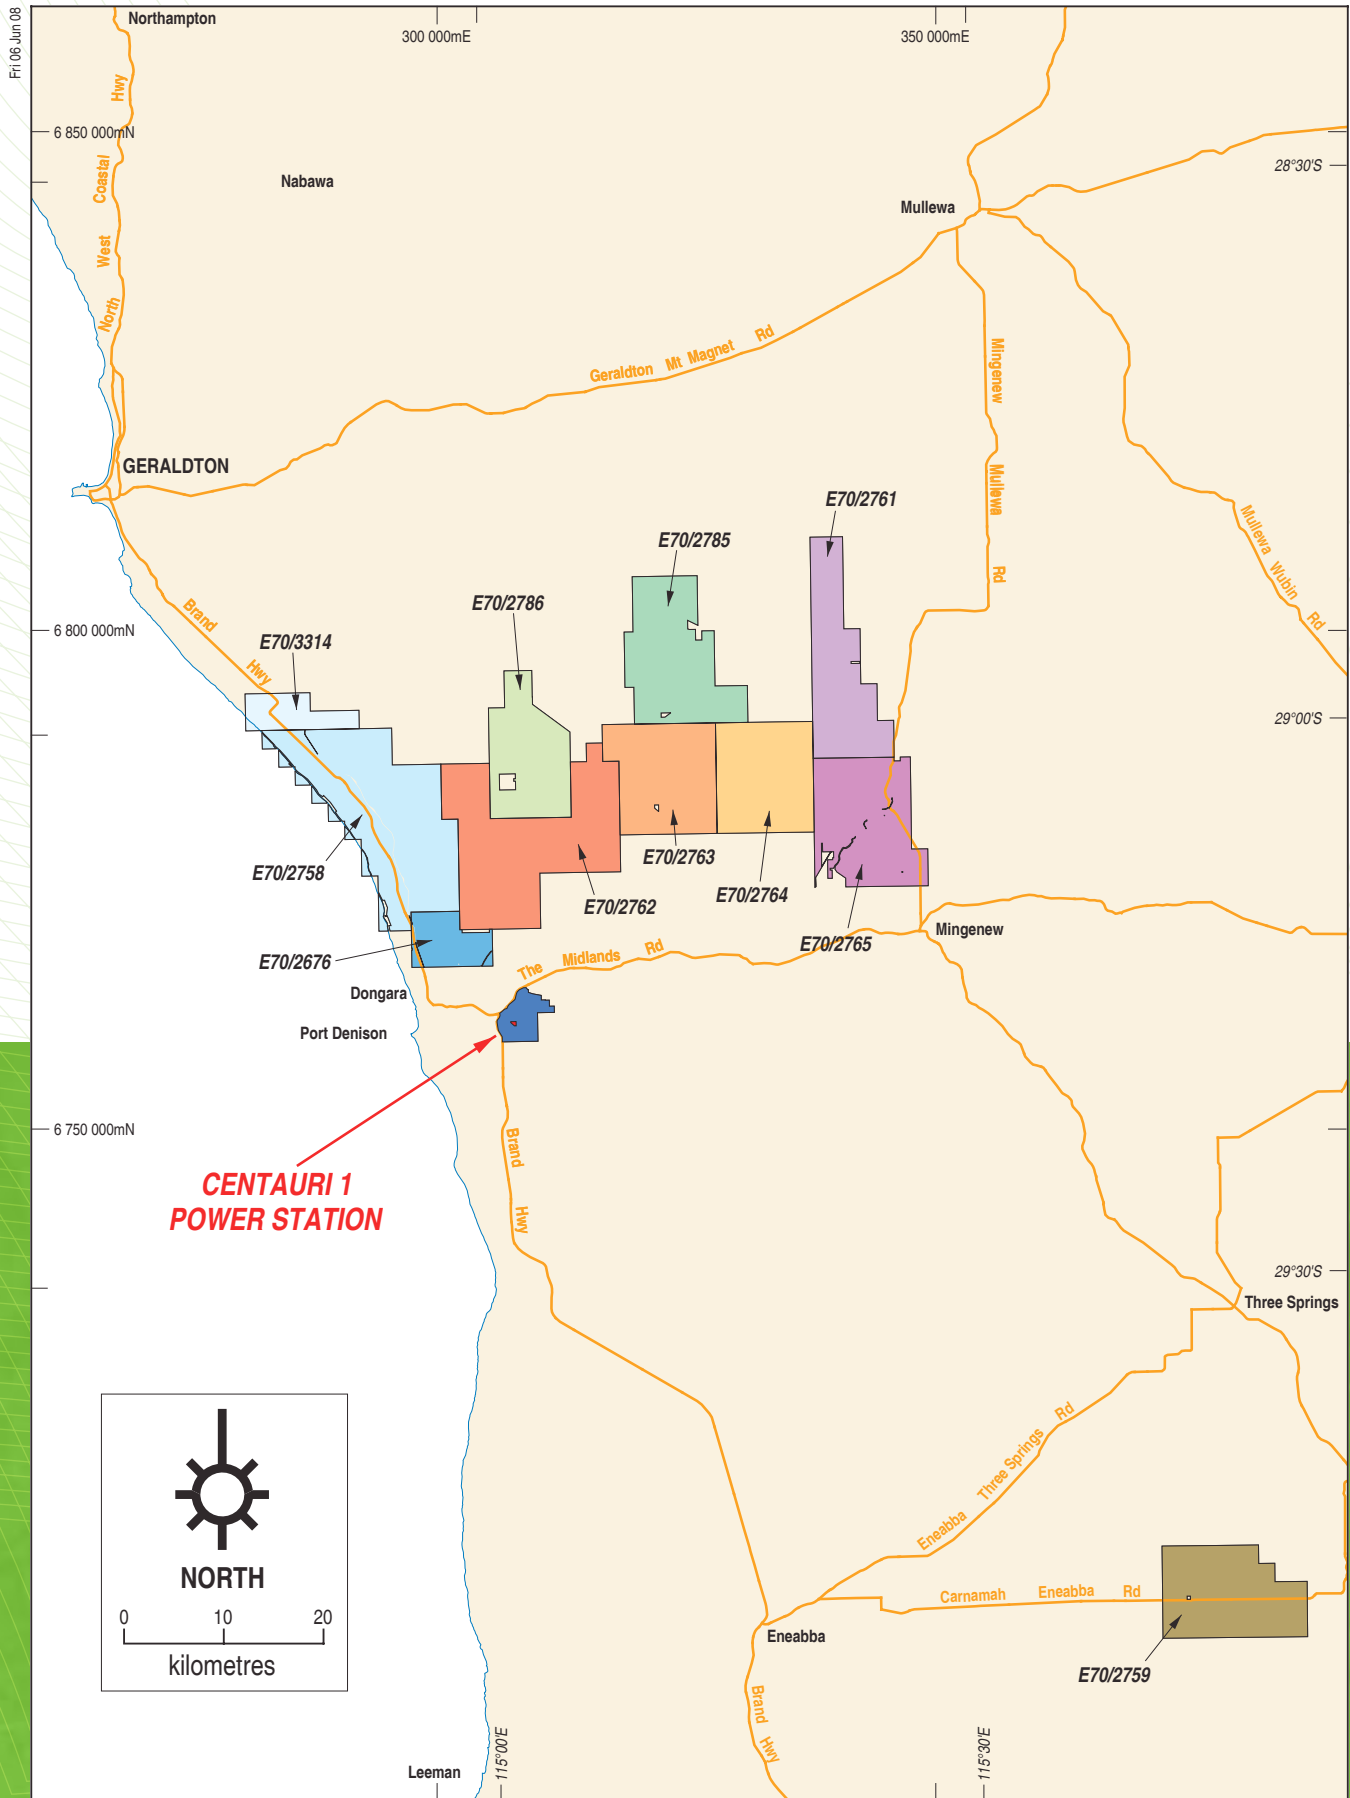 Fri 06 Jun 08
Northampton
300 000mE
350 000mE
6 850 000mN
28°30'S
North West Coastal Hwy
Nabawa
Mullewa
Geraldton Mt Magnet Rd
Mingenew Mullewa Rd
GERALDTON
E70/2761
Mullewa Wubin Rd
E70/2785
E70/2786
Brand Hwy
6 800 000mN
E70/3314
29°00'S
E70/2758
E70/2763
E70/2764
E70/2762
E70/2765
Mingenew
E70/2676
The Midlands Rd
Dongara
Port Denison
6 750 000mN
Brand Hwy
CENTAURI 1
POWER STATION
29°30'S
Three Springs
Eneabba Three Springs Rd
NORTH
0 10 20
kilometres
Carnamah Eneabba Rd
Eneabba
E70/2759
Brand Hwy
Leeman
115°00'E
115°30'E